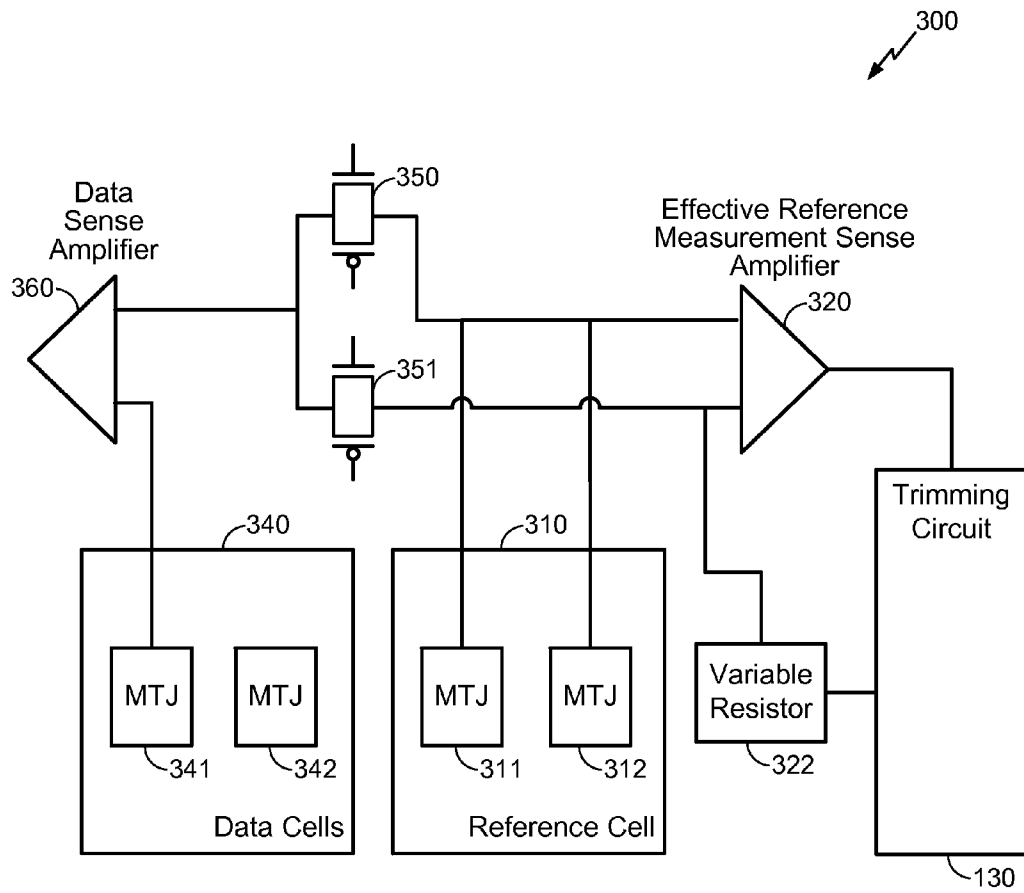 300
Data
Sense
Amplifier
360
350
351
Effective Reference
Measurement Sense
Amplifier
320
Trimming
Circuit
340
310
MTJ
MTJ
MTJ
MTJ
Variable
Resistor
341
342
311
312
322
Data Cells
Reference Cell
130